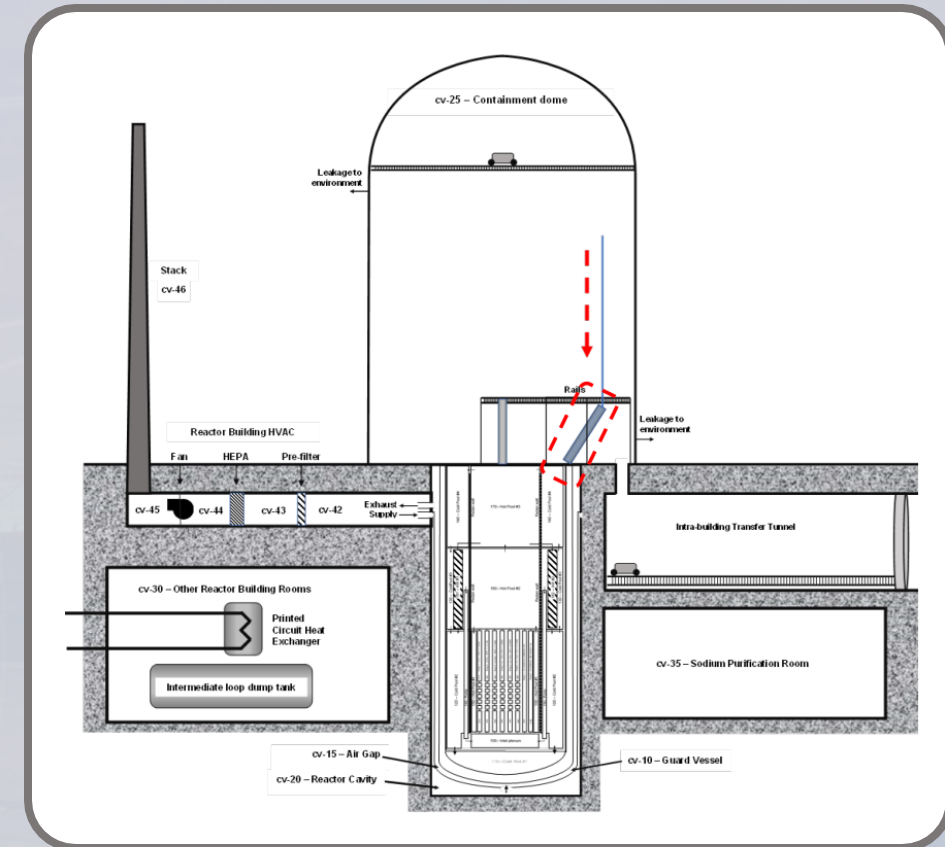 cv-25 – Containment dome
Leakage to
environment
Stack
cv-46
Rails
Leakage to
environment
Reactor Building HVAC
Fan
HEPA
Pre-filter
cv-45
cv-44
cv-43
cv-42
Exhaust
Supply
Intra-building Transfer Tunnel
cv-30 – Other Reactor Building Rooms
Printed
Circuit Heat
Exchanger
Intermediate loop dump tank
cv-35 – Sodium Purification Room
cv-15 – Air Gap
cv-20 – Reactor Cavity
cv-10 – Guard Vessel